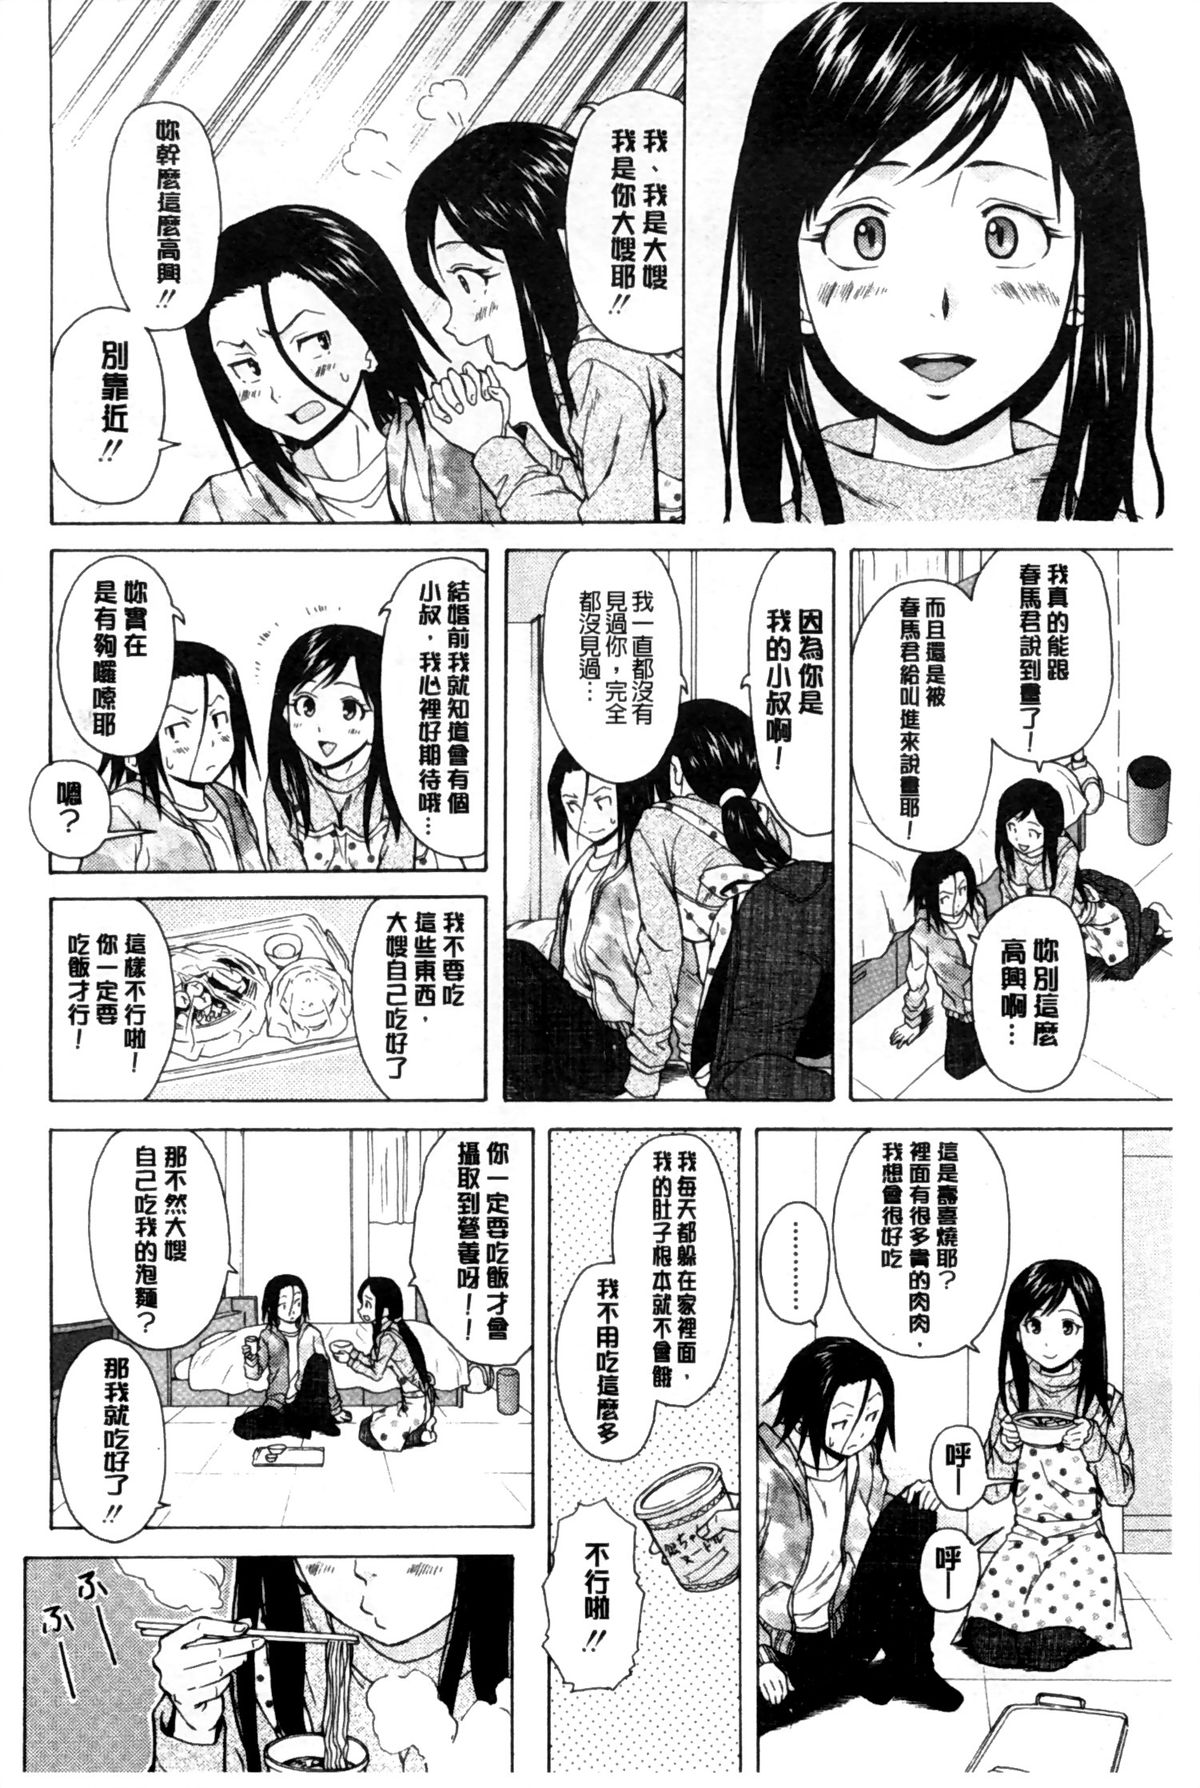 我、我是大嫂
我是你大嫂耶!!
妳幹麼這麼高興!!
別靠近!!
我真的能跟
春馬君說到畫了!
而且還是被
春馬君給叫進來說畫耶!
妳別這麼
高興啊…
因為你是
我的小叔啊!
我一直都沒有
見過你,完全
都沒見過…
結婚前我就知道會有個
小叔,我心裡好期待哦…
妳實在
是有夠囉嗦耶
嗯?
我不要吃
這些東西,
大嫂自己吃好了
這樣不行啦!
你一定要
吃飯才行!
這是壽喜燒耶?
裡面有很多貴的肉肉,
我想會很好吃
………
呼—
呼—
我每天都躲在家裡面,
我的肚子根本就不會餓
我不用吃這麼多
不行啦!!
你一定要吃飯才會
攝取到營養呀!!
那不然大嫂
自己吃我的泡麵?
那我就吃好了!!
ふ—
ふ—